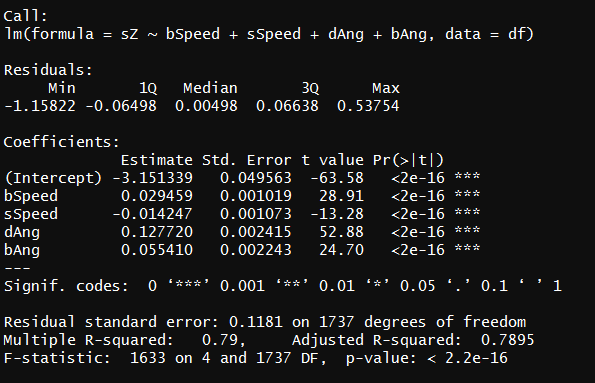 Call:
lm(formula = sZ ~ bSpeed + sSpeed + dAng + bAng, data = df)
Residuals:
     Min       1Q   Median       3Q      Max
-1.15822 -0.06498  0.00498  0.06638  0.53754
Coefficients:
             Estimate Std. Error t value Pr(>|t|)
(Intercept) -3.151339   0.049563  -63.58   <2e-16 ***
bSpeed       0.029459   0.001019   28.91   <2e-16 ***
sSpeed      -0.014247   0.001073  -13.28   <2e-16 ***
dAng         0.127720   0.002415   52.88   <2e-16 ***
bAng         0.055410   0.002243   24.70   <2e-16 ***
---
Signif. codes:  0 ‘***’ 0.001 ‘**’ 0.01 ‘*’ 0.05 ‘.’ 0.1 ‘ ’ 1
Residual standard error: 0.1181 on 1737 degrees of freedom
Multiple R-squared:   0.79,	Adjusted R-squared:  0.7895
F-statistic:  1633 on 4 and 1737 DF,  p-value: < 2.2e-16